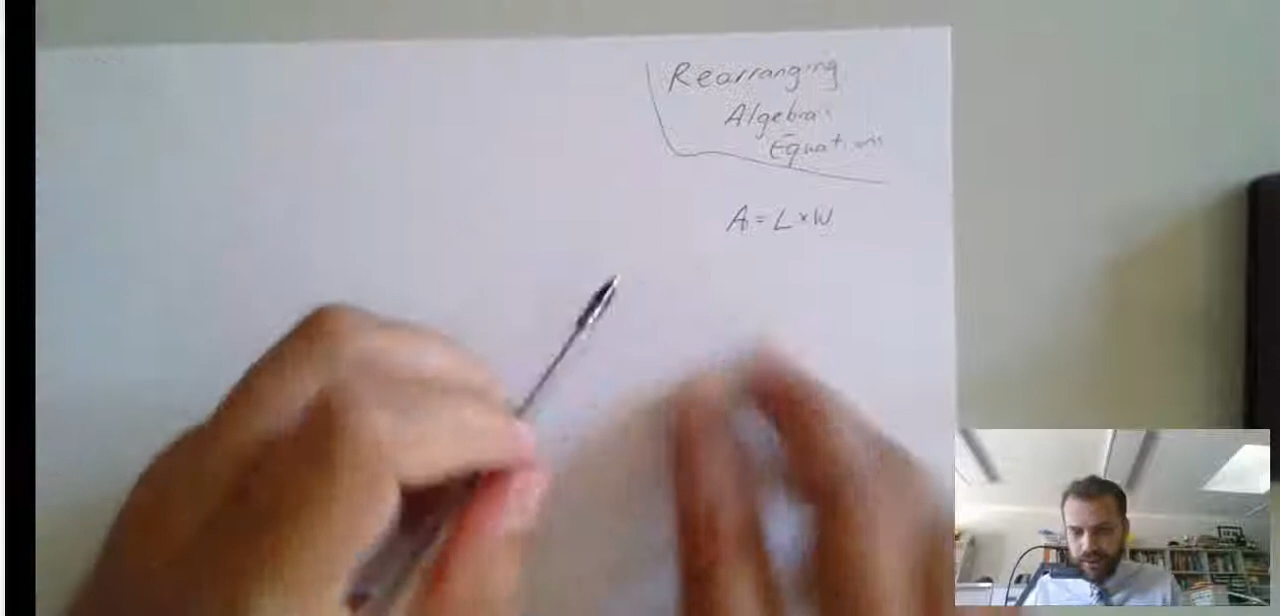 Rearranging
Algebraic
Equations
A = L × W